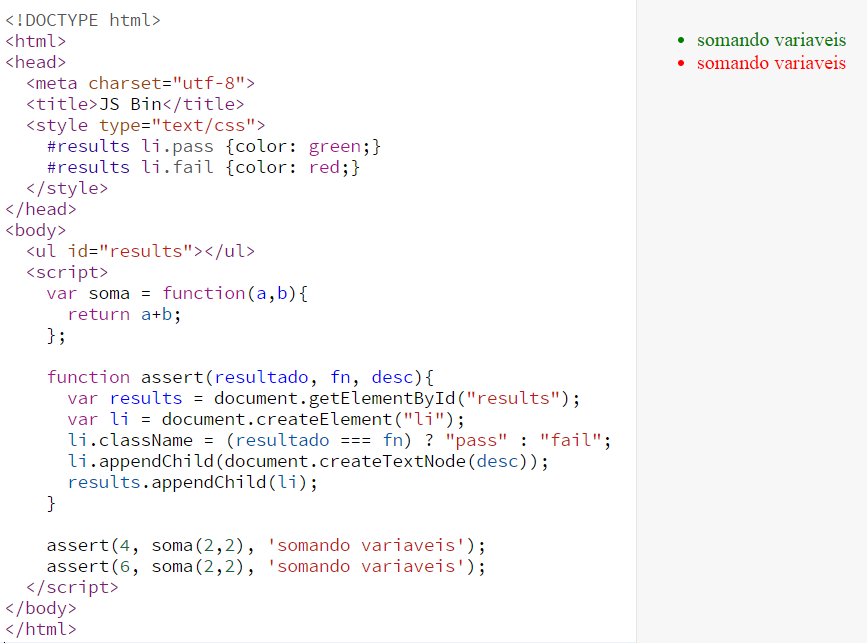 <!DOCTYPE html>
<html>
<head>
  <meta charset="utf-8">
  <title>JS Bin</title>
  <style type="text/css">
    #results li.pass {color: green;}
    #results li.fail {color: red;}
  </style>
</head>
<body>
  <ul id="results"></ul>
  <script>
    var soma = function(a,b){
      return a+b;
    };

    function assert(resultado, fn, desc){
      var results = document.getElementById("results");
      var li = document.createElement("li");
      li.className = (resultado === fn) ? "pass" : "fail";
      li.appendChild(document.createTextNode(desc));
      results.appendChild(li);
    }

    assert(4, soma(2,2), 'somando variaveis');
    assert(6, soma(2,2), 'somando variaveis');
  </script>
</body>
</html>
• somando variaveis
• somando variaveis